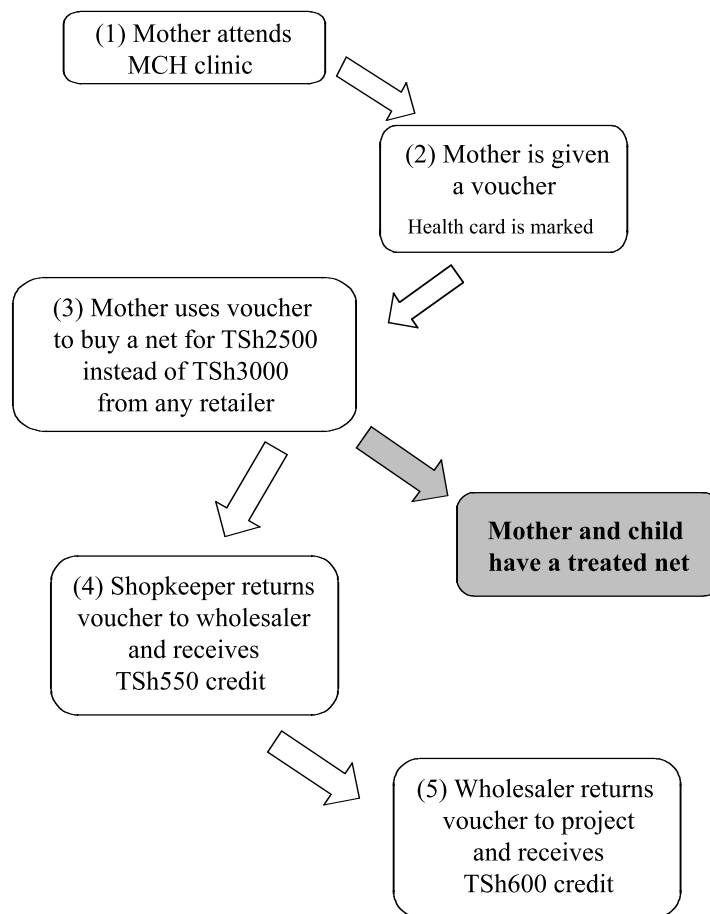 (1) Mother attends
MCH clinic
(2) Mother is given
a voucher
Health card is marked
(3) Mother uses voucher
to buy a net for TSh2500
instead of TSh3000
from any retailer
Mother and child
have a treated net
(4) Shopkeeper returns
voucher to wholesaler
and receives
TSh550 credit
(5) Wholesaler returns
voucher to project
and receives
TSh600 credit